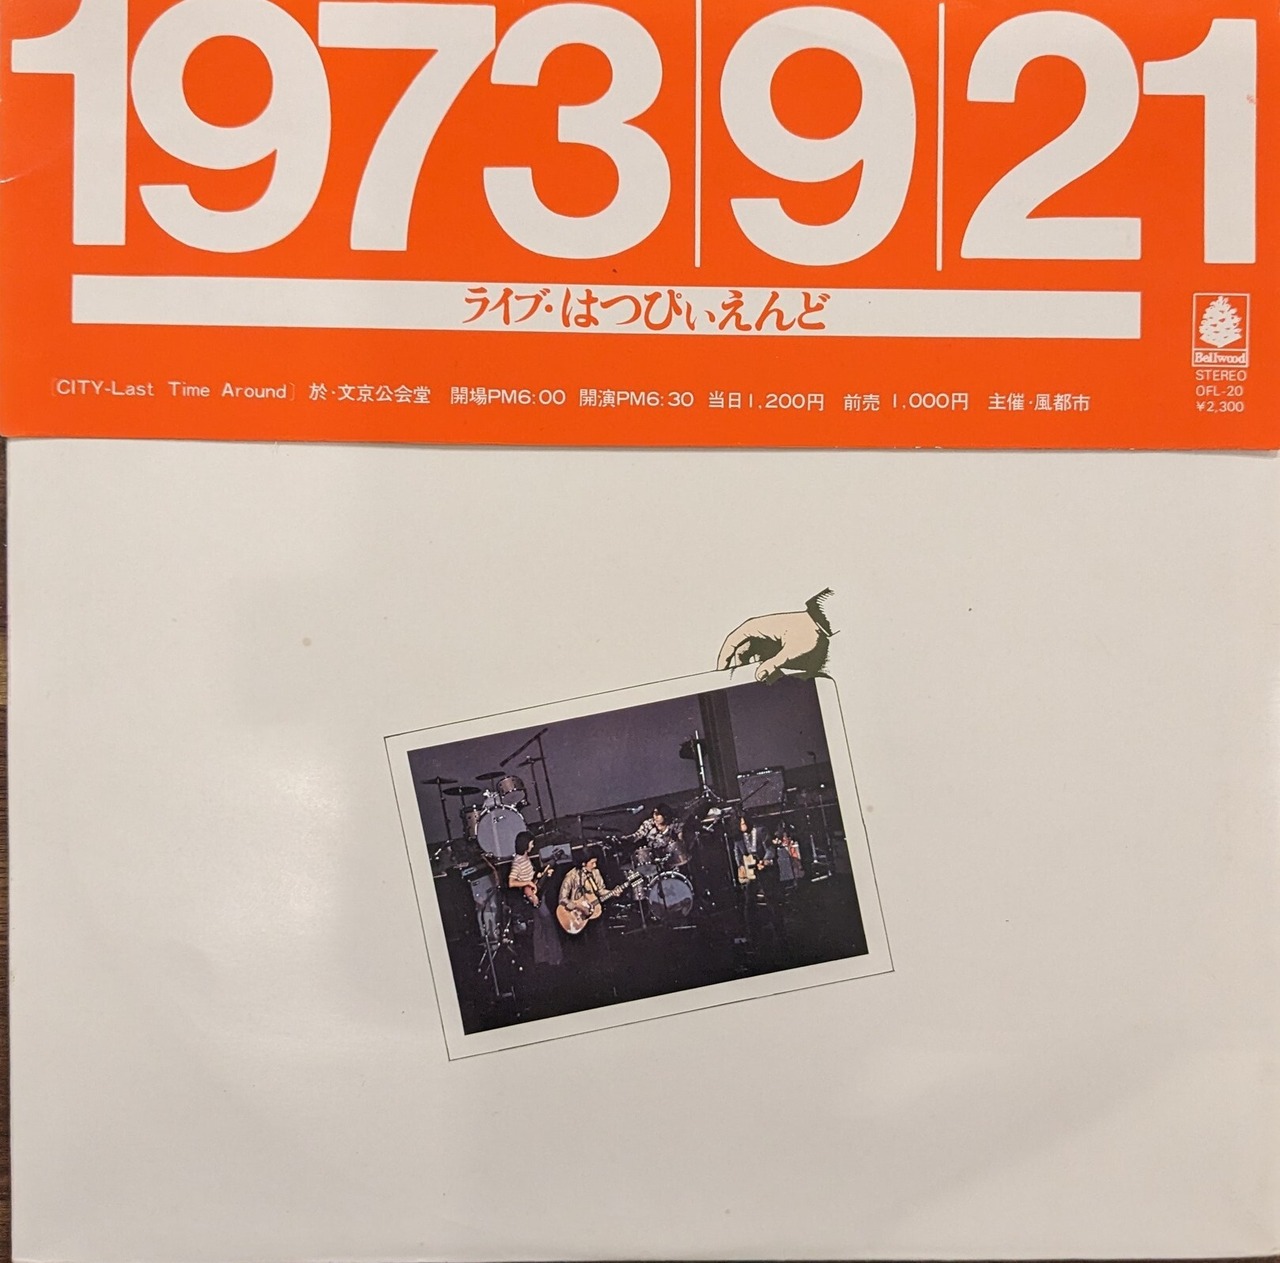 1973|9|21
ライブ・はつぴぃえんど
[CITY-Last Time Around] 於・文京公会堂 開場PM6:00 開演PM6:30 当日1,200円 前売 1,000円 主催・風都市
Bellwood
STEREO
OFL-20
¥2,300